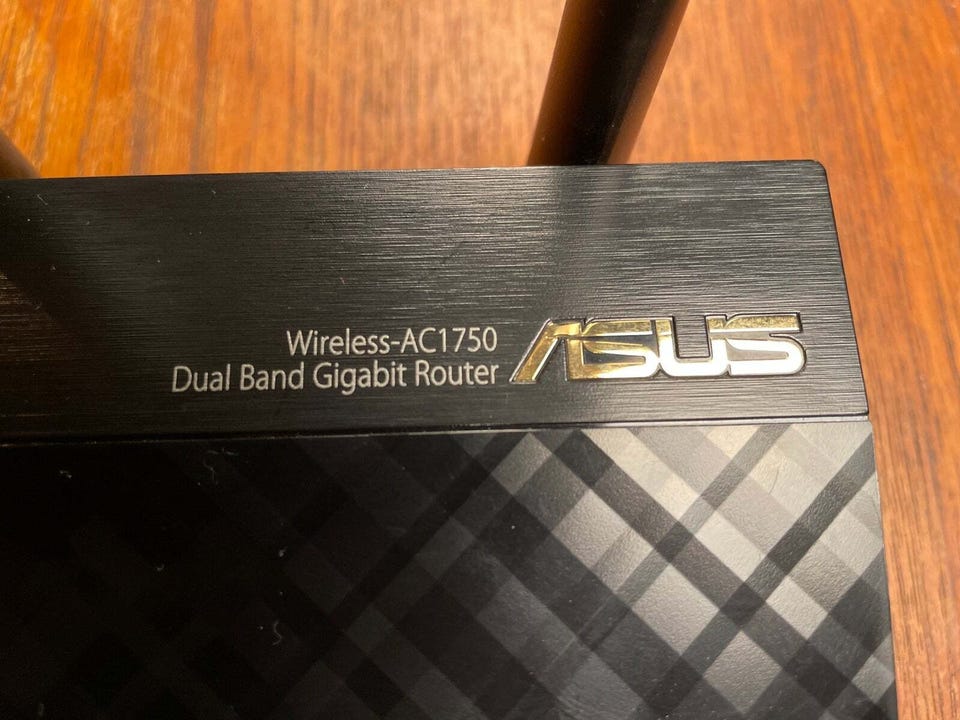 Wireless-AC1750
Dual Band Gigabit Router
ASUS